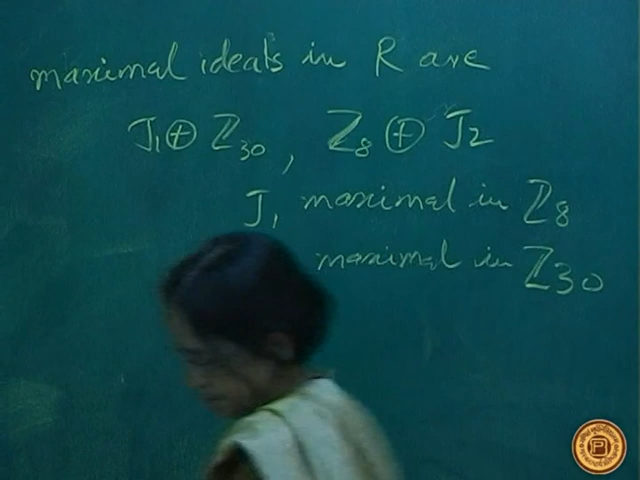 maximal ideals in R are
J₁ ⊕ ℤ₃₀ , ℤ₈ ⊕ J₂
J₁ maximal in ℤ₈
maximal in ℤ₃₀